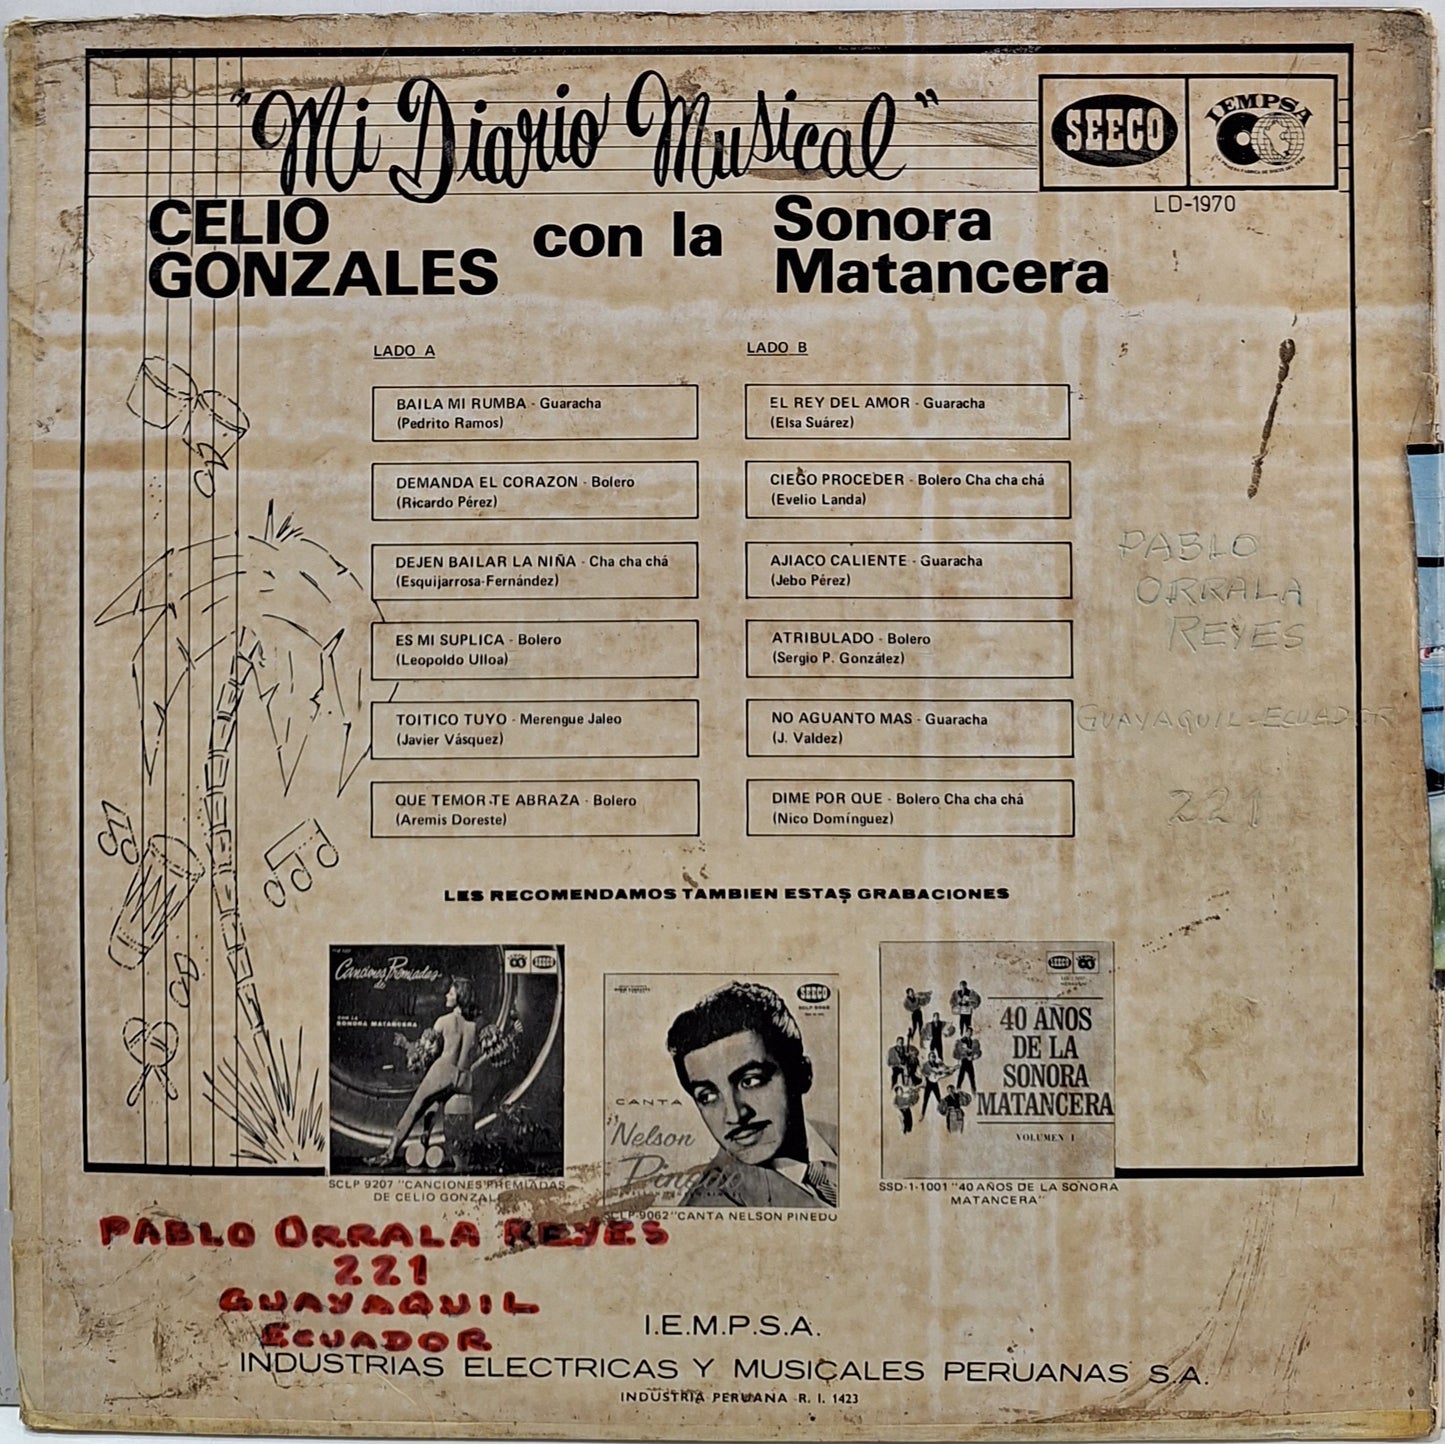 "Mi Diario Musical"
SEECO
IEMPSA
LD-1970
CELIO
GONZALES
con la
Sonora
Matancera
LADO A
BAILA MI RUMBA - Guaracha
(Pedrito Ramos)
DEMANDA EL CORAZON - Bolero
(Ricardo Pérez)
DEJEN BAILAR LA NIÑA - Cha cha chá
(Esquijarrosa-Fernández)
ES MI SUPLICA - Bolero
(Leopoldo Ulloa)
TOITICO TUYO - Merengue Jaleo
(Javier Vásquez)
QUE TEMOR TE ABRAZA - Bolero
(Aremis Doreste)
LADO B
EL REY DEL AMOR - Guaracha
(Elsa Suárez)
CIEGO PROCEDER - Bolero Cha cha chá
(Evelio Landa)
AJIACO CALIENTE - Guaracha
(Jebo Pérez)
ATRIBULADO - Bolero
(Sergio P. González)
NO AGUANTO MAS - Guaracha
(J. Valdez)
DIME POR QUE - Bolero Cha cha chá
(Nico Domínguez)
PABLO
ORRALA
REYES
GUAYAQUIL-ECUADOR
221
LES RECOMENDAMOS TAMBIEN ESTAS GRABACIONES
Canciones Premiadas
de
CON LA
SONORA MATANCERA
SEECO
SCLP 9207 "CANCIONES PREMIADAS
DE CELIO GONZALEZ"
SEECO
CANTA
Nelson
Pinedo
SCLP-9062 "CANTA NELSON PINEDO
SEECO
40 AÑOS
DE LA
SONORA
MATANCERA
VOLUMEN I
SSD-1-1001 "40 AÑOS DE LA SONORA
MATANCERA"
PABLO ORRALA REYES
221
GUAYAQUIL
ECUADOR
I.E.M.P.S.A.
INDUSTRIAS ELECTRICAS Y MUSICALES PERUANAS S.A.
INDUSTRIA PERUANA R. I. 1423